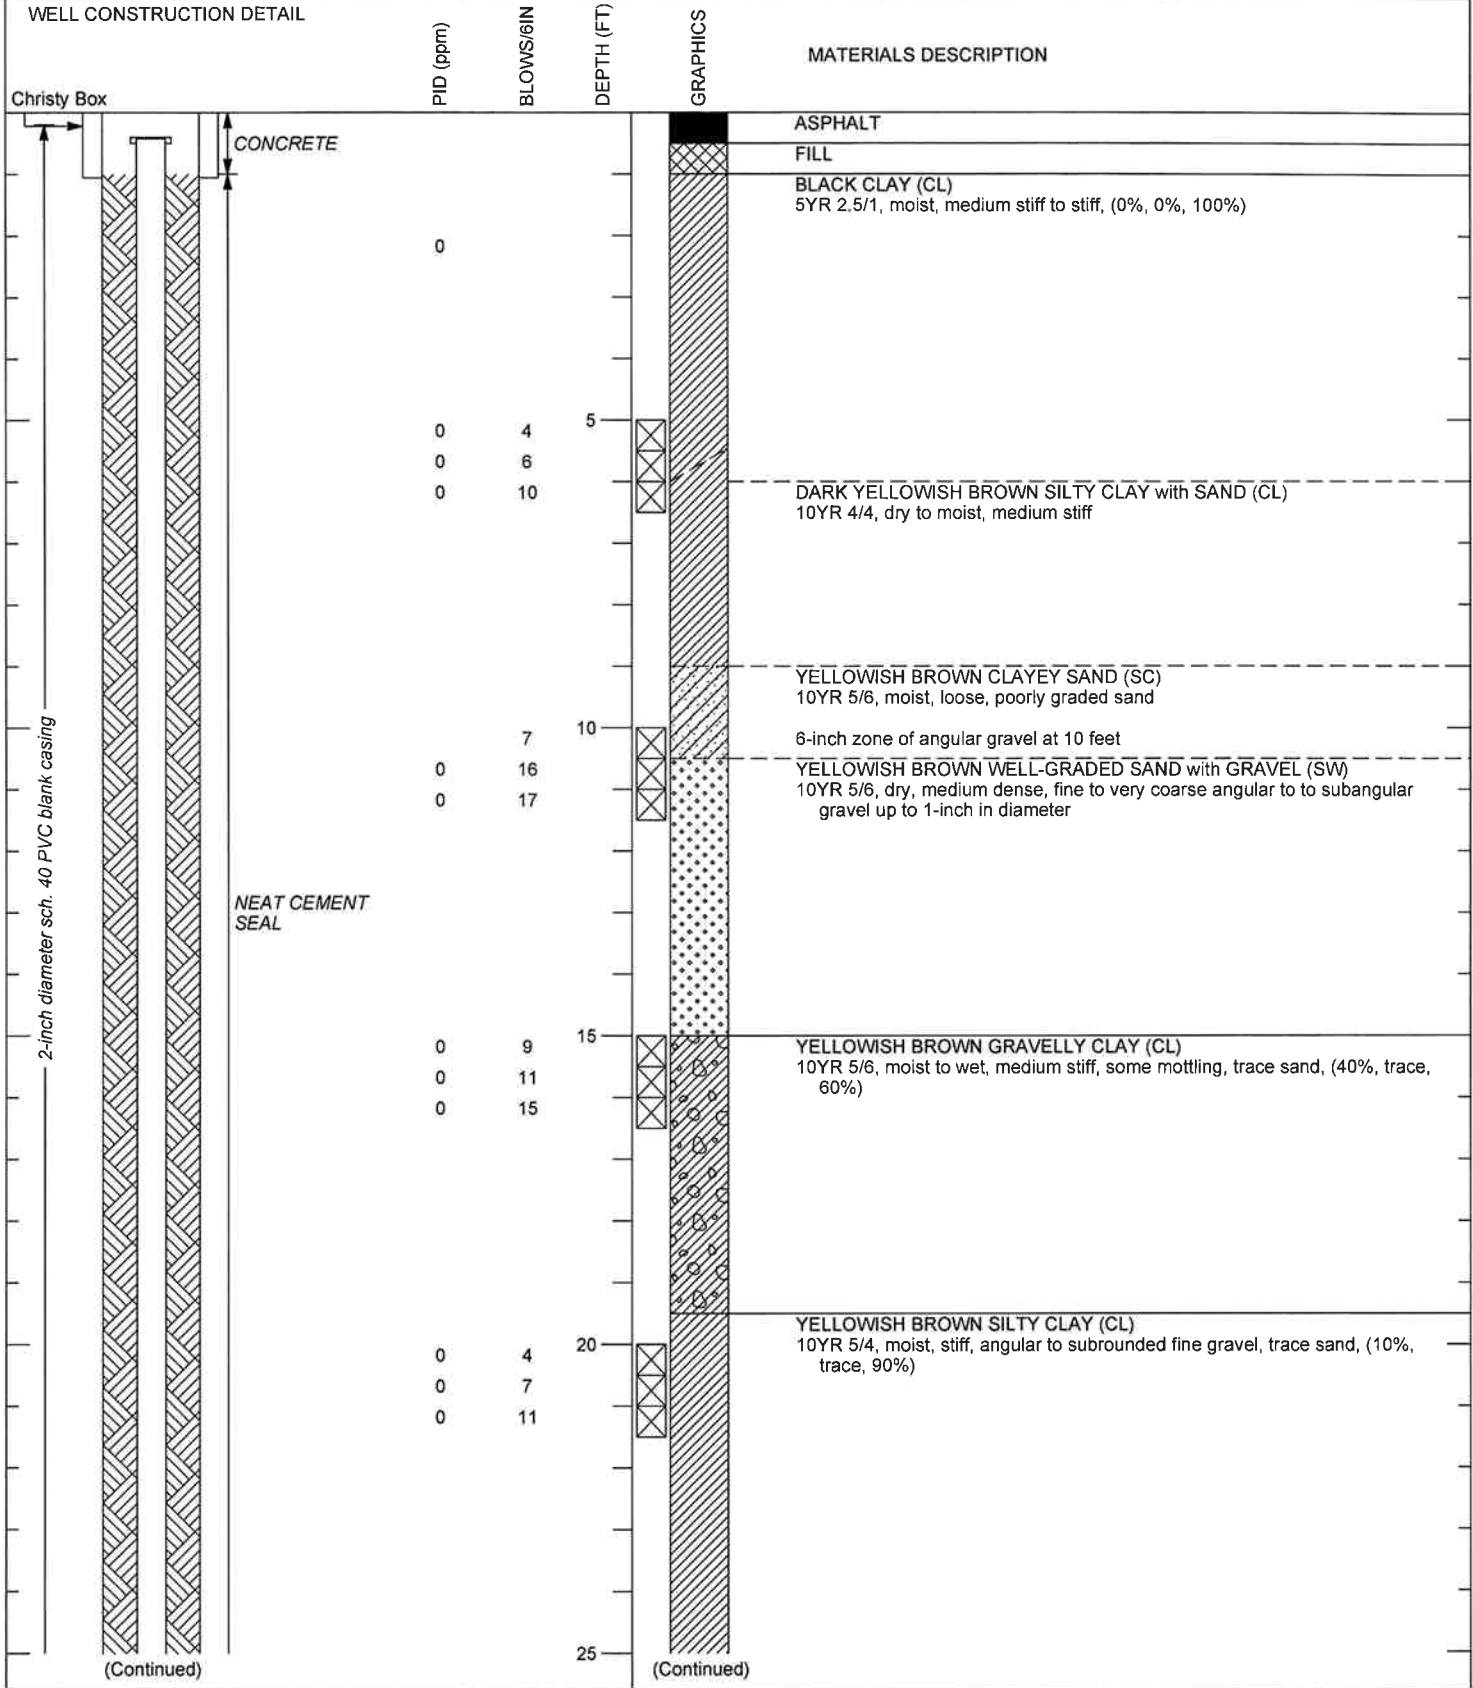 WELL CONSTRUCTION DETAIL
PID (ppm)
BLOWS/6IN
DEPTH (FT)
GRAPHICS
MATERIALS DESCRIPTION
Christy Box
CONCRETE
ASPHALT
FILL
BLACK CLAY (CL)
5YR 2.5/1, moist, medium stiff to stiff, (0%, 0%, 100%)
0
5
0 4
0 6
0 10
DARK YELLOWISH BROWN SILTY CLAY with SAND (CL)
10YR 4/4, dry to moist, medium stiff
YELLOWISH BROWN CLAYEY SAND (SC)
10YR 5/6, moist, loose, poorly graded sand
10
7
6-inch zone of angular gravel at 10 feet
0 16
0 17
YELLOWISH BROWN WELL-GRADED SAND with GRAVEL (SW)
10YR 5/6, dry, medium dense, fine to very coarse angular to to subangular
gravel up to 1-inch in diameter
2-inch diameter sch. 40 PVC blank casing
NEAT CEMENT
SEAL
15
0 9
0 11
0 15
YELLOWISH BROWN GRAVELLY CLAY (CL)
10YR 5/6, moist to wet, medium stiff, some mottling, trace sand, (40%, trace,
60%)
YELLOWISH BROWN SILTY CLAY (CL)
10YR 5/4, moist, stiff, angular to subrounded fine gravel, trace sand, (10%,
trace, 90%)
20
0 4
0 7
0 11
25
(Continued)
(Continued)